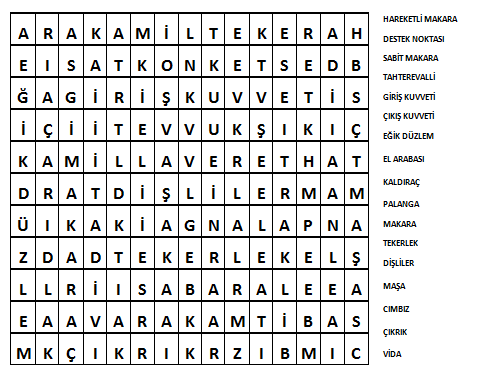 A R A K A M İ L T E K E R A H
E I S A T K O N K E T S E D B
Ğ A G İ R İ Ş K U V V E T İ S
İ Ç İ İ T E V V U K Ş I K I Ç
K A M İ L L A V E R E T H A T
D R A T D İ Ş L İ L E R M A M
Ü I K A K İ A G N A L A P N A
Z D A D T E K E R L E K E L Ş
L L R İ I S A B A R A L E E A
E A A V A R A K A M T İ B A S
M K Ç I K R I K R Z I B M I C
HAREKETLİ MAKARA
DESTEK NOKTASI
SABİT MAKARA
TAHTEREVALLİ
GİRİŞ KUVVETİ
ÇIKIŞ KUVVETİ
EĞİK DÜZLEM
EL ARABASI
KALDIRAÇ
PALANGA
MAKARA
TEKERLEK
DİŞLİLER
MAŞA
CIMBIZ
ÇIKRIK
VİDA